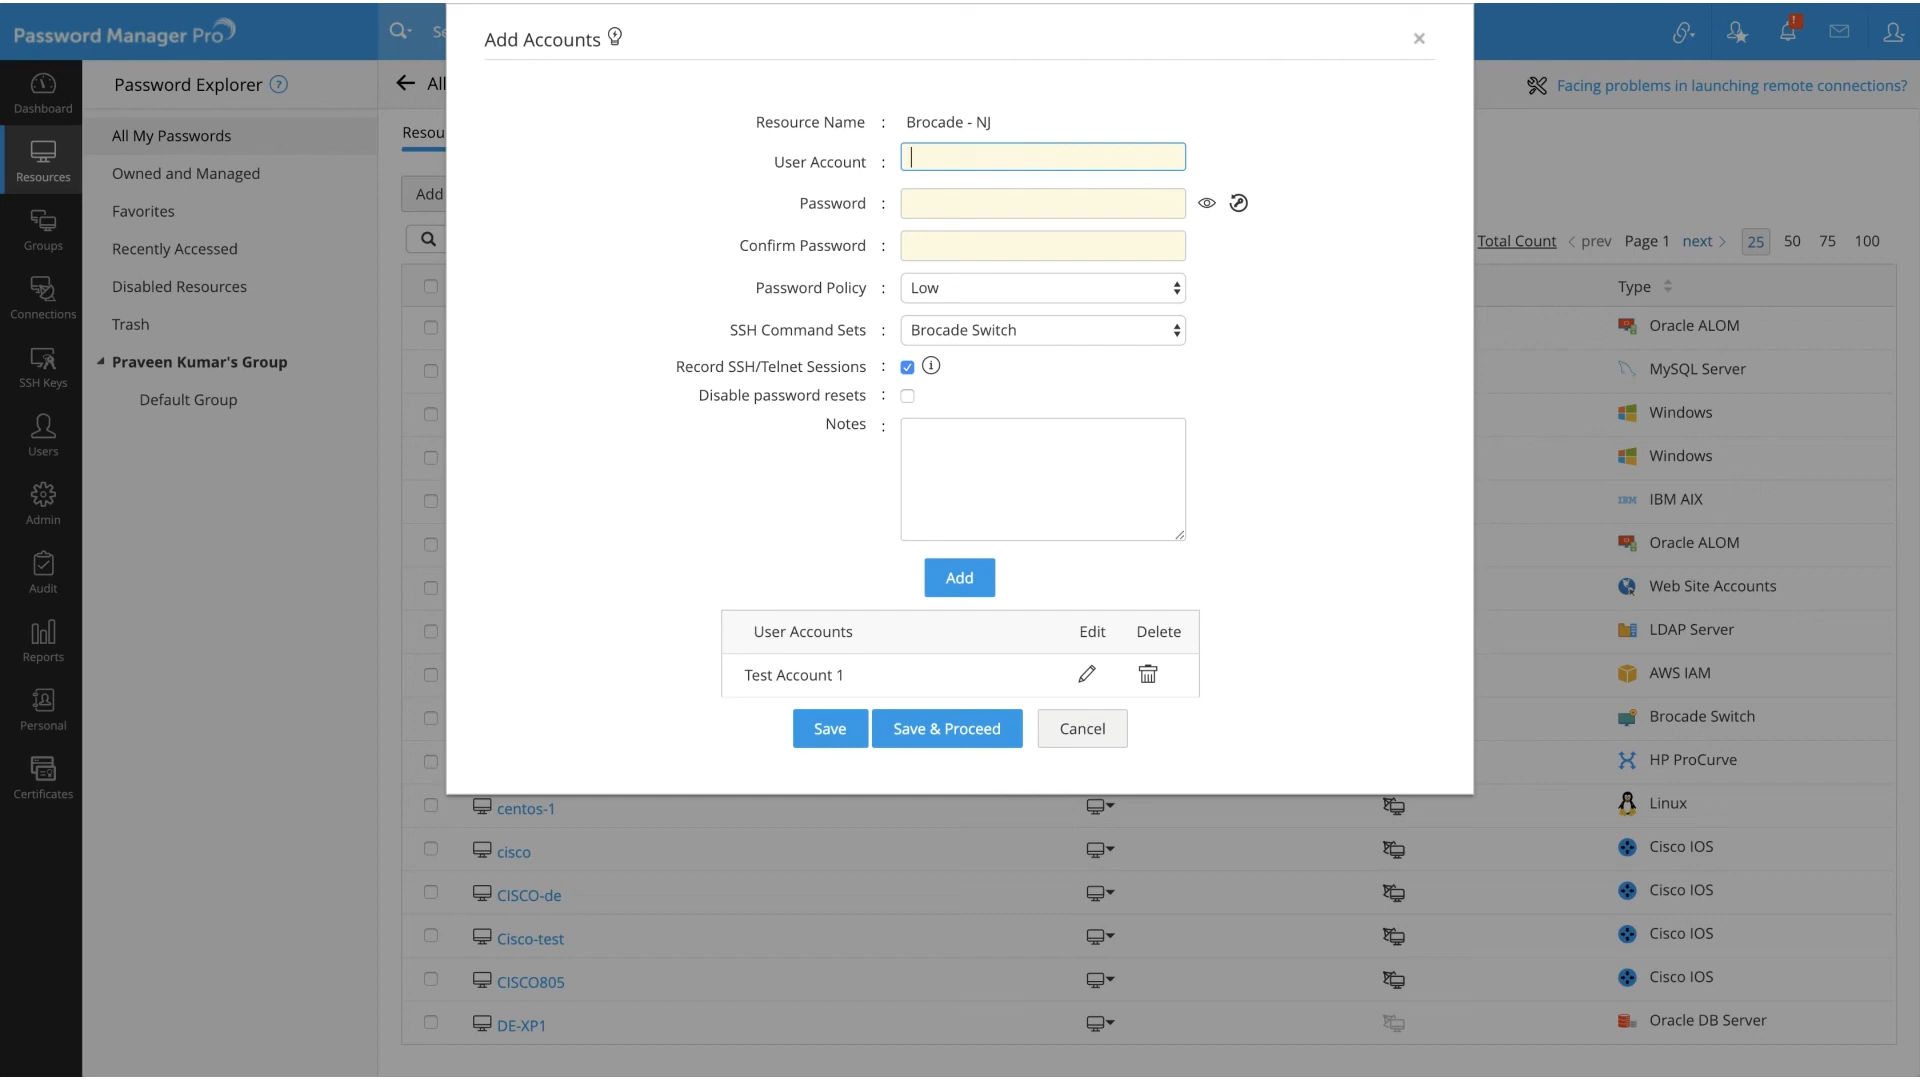 Password Manager Pro
Se
Add Accounts
×
Dashboard
Resources
Groups
Connections
SSH Keys
Users
Admin
Audit
Reports
Personal
Certificates
Password Explorer ?
All My Passwords
Owned and Managed
Favorites
Recently Accessed
Disabled Resources
Trash
Praveen Kumar's Group
Default Group
All
Facing problems in launching remote connections?
Resou
Add
Total Count < prev Page 1 next > 25 50 75 100
Resource Name : Brocade - NJ
User Account :
Password :
Confirm Password :
Password Policy : Low
SSH Command Sets : Brocade Switch
Record SSH/Telnet Sessions :
Disable password resets :
Notes :
Add
User Accounts Edit Delete
Test Account 1
Save Save & Proceed Cancel
Type
Oracle ALOM
MySQL Server
Windows
Windows
IBM IBM AIX
Oracle ALOM
Web Site Accounts
LDAP Server
AWS IAM
Brocade Switch
HP ProCurve
centos-1 Linux
cisco Cisco IOS
CISCO-de Cisco IOS
Cisco-test Cisco IOS
CISCO805 Cisco IOS
DE-XP1 Oracle DB Server